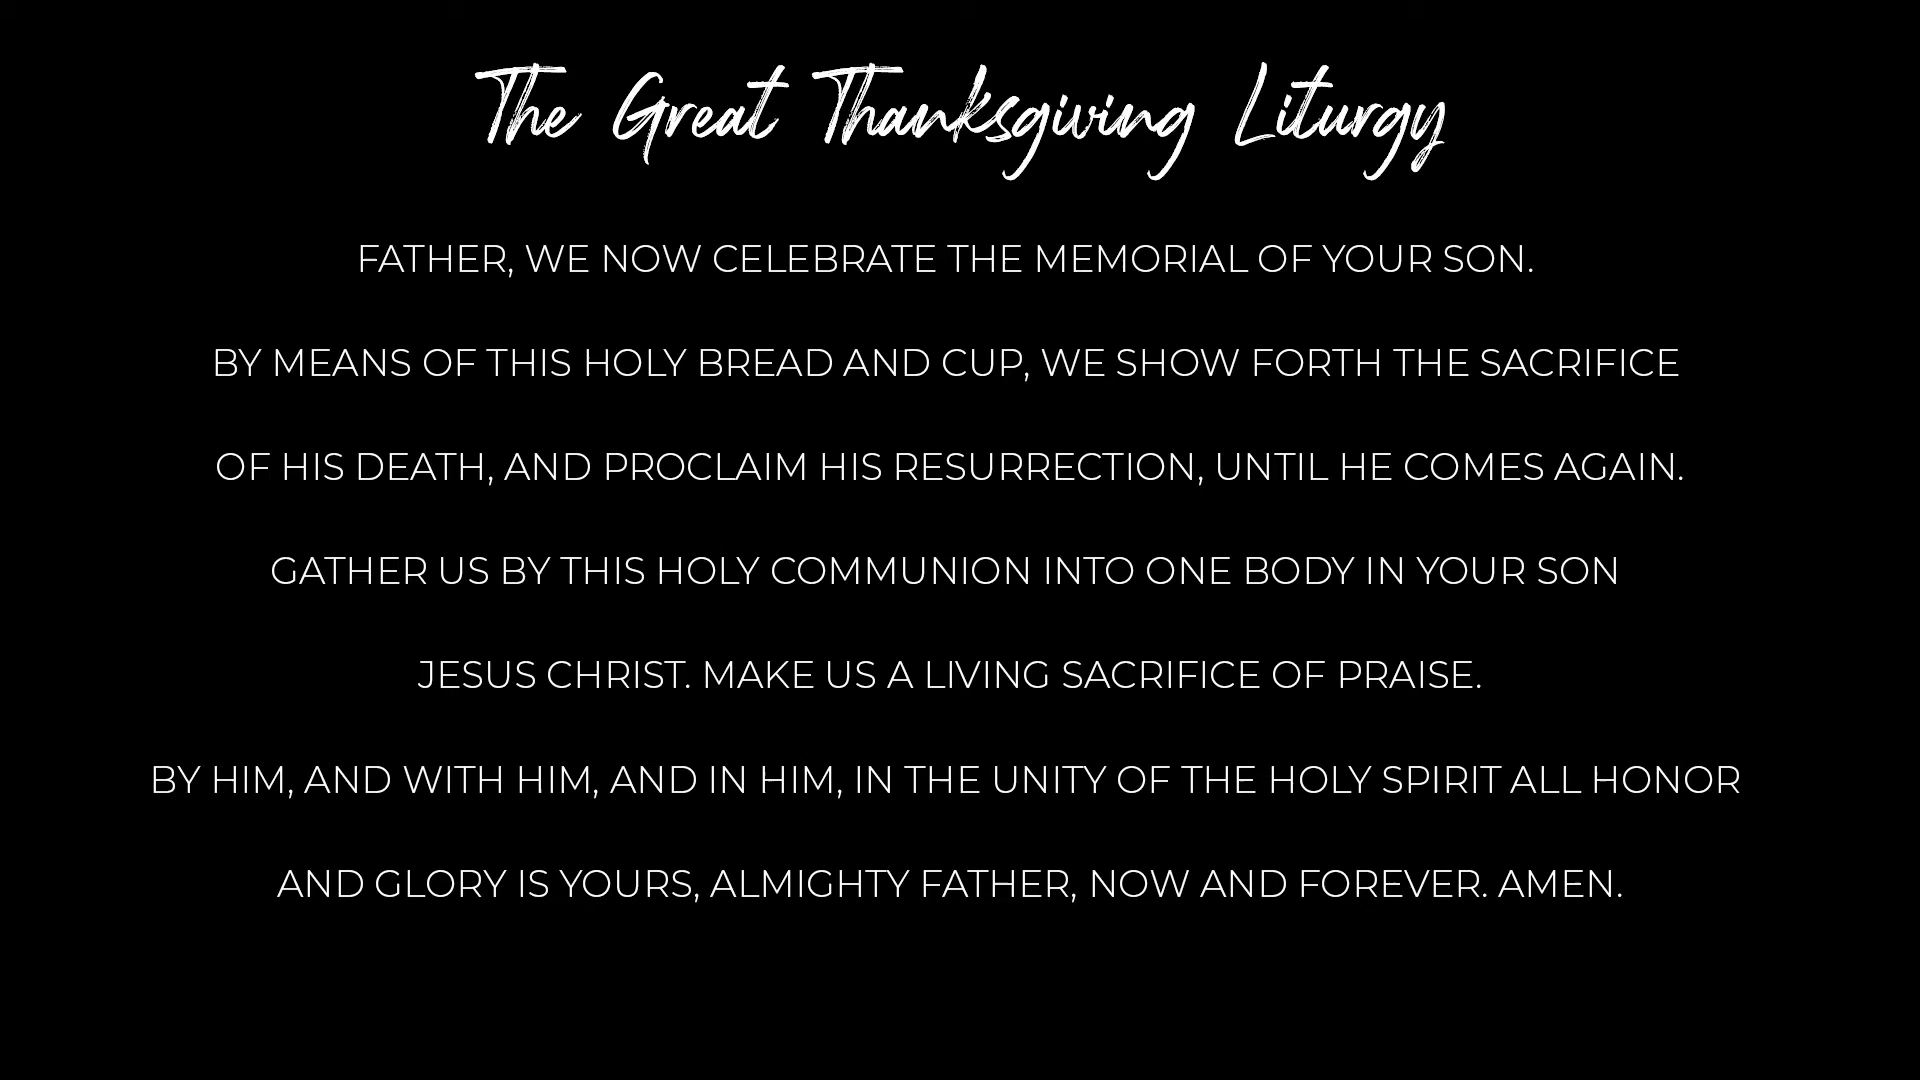 The Great Thanksgiving Liturgy
FATHER, WE NOW CELEBRATE THE MEMORIAL OF YOUR SON.
BY MEANS OF THIS HOLY BREAD AND CUP, WE SHOW FORTH THE SACRIFICE
OF HIS DEATH, AND PROCLAIM HIS RESURRECTION, UNTIL HE COMES AGAIN.
GATHER US BY THIS HOLY COMMUNION INTO ONE BODY IN YOUR SON
JESUS CHRIST. MAKE US A LIVING SACRIFICE OF PRAISE.
BY HIM, AND WITH HIM, AND IN HIM, IN THE UNITY OF THE HOLY SPIRIT ALL HONOR
AND GLORY IS YOURS, ALMIGHTY FATHER, NOW AND FOREVER. AMEN.